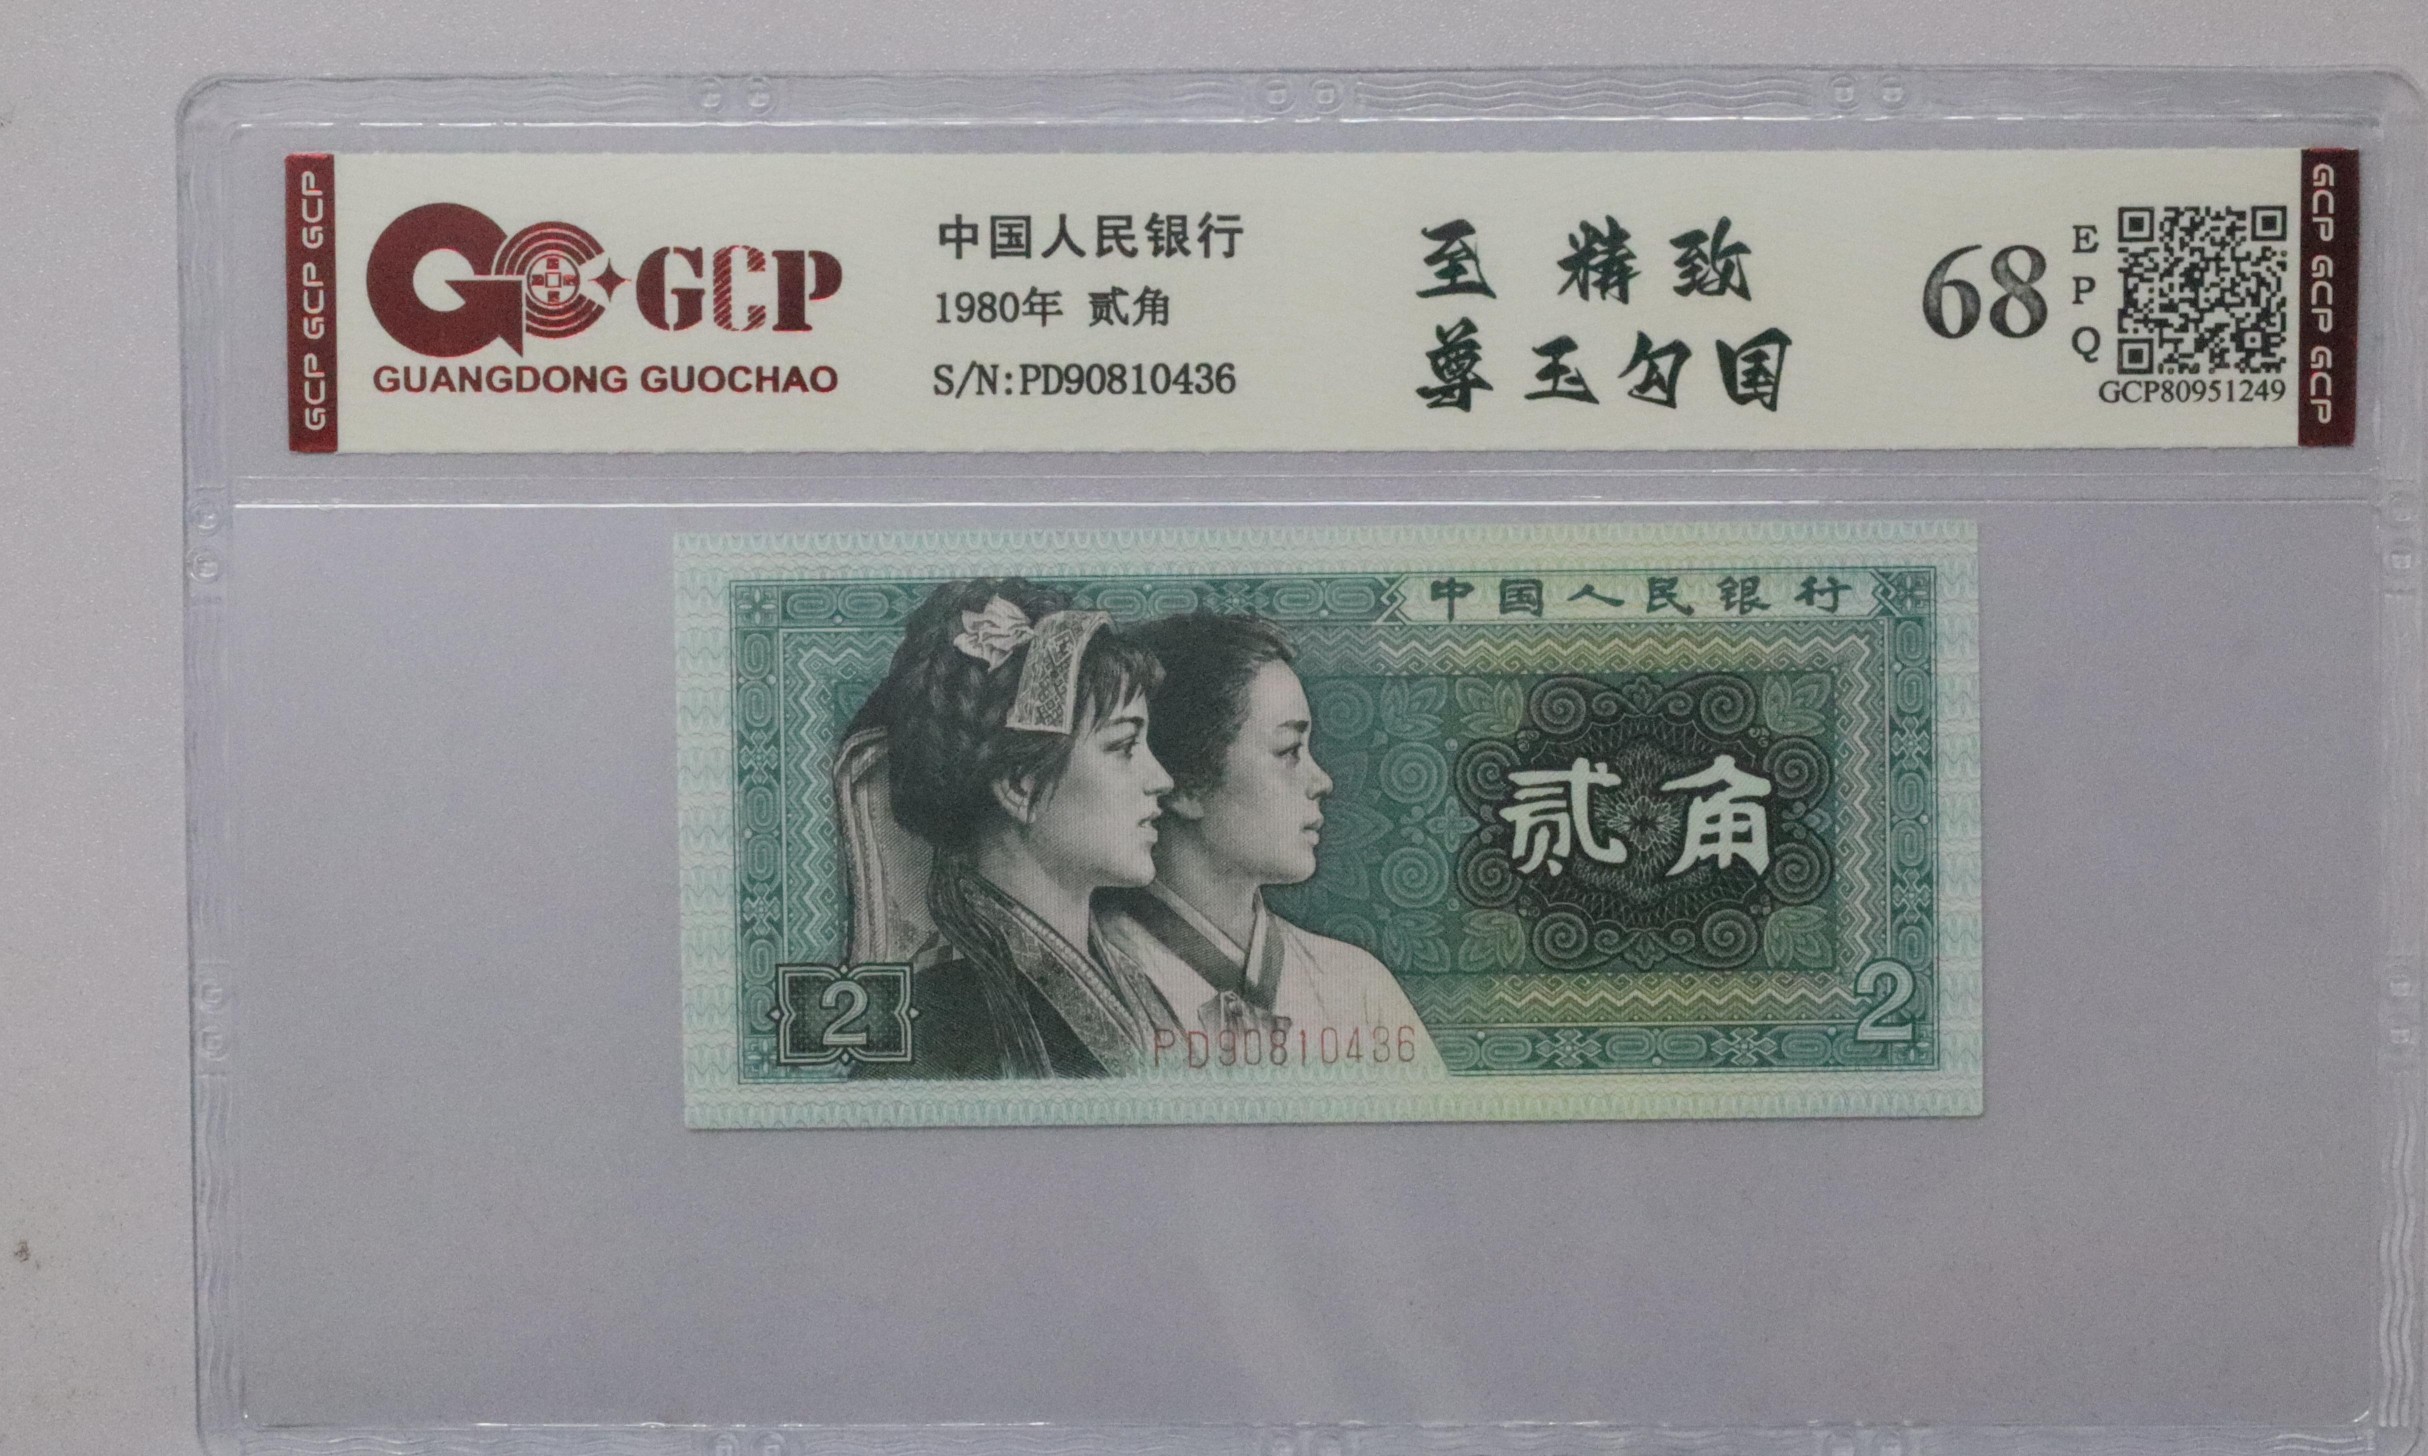 GCP GCP GCP
GCP
GUANGDONG GUOCHAO
中国人民银行
1980年 贰角
S/N:PD90810436
至 精 致
尊 玉 勾 国
68
EPQ
GCP80951249
GCP GCP GCP
中国人民银行
贰角
2
2
PD90810436